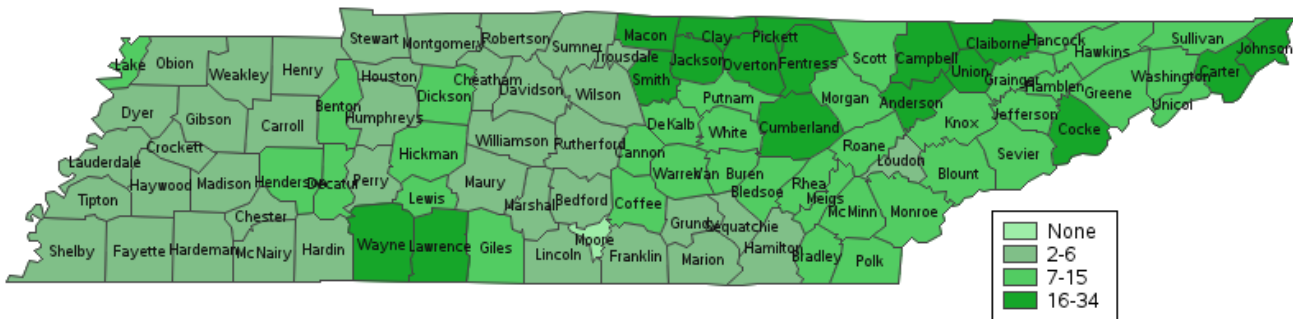 Stewart
Montgomery
Robertson
Sumner
Macon
Clay
Pickett
Claiborne
Hancock
Sullivan
Johnson
Lake
Obion
Weakley
Henry
Houston
Cheatham
Davidson
Trousdale
Smith
Jackson
Overton
Fentress
Scott
Campbell
Union
Grainger
Hawkins
Hamblen
Greene
Washington
Carter
Unicoi
Dyer
Gibson
Carroll
Benton
Humphreys
Dickson
Wilson
Putnam
Morgan
Anderson
Knox
Jefferson
Cocke
Crockett
Williamson
Rutherford
DeKalb
White
Cumberland
Roane
Loudon
Sevier
Blount
Lauderdale
Haywood
Madison
Henderson
Decatur
Perry
Hickman
Cannon
Warren
Van Buren
Bledsoe
Rhea
Meigs
McMinn
Monroe
Tipton
Chester
Lewis
Maury
Marshall
Bedford
Coffee
Grundy
Sequatchie
Hamilton
Shelby
Fayette
Hardeman
McNairy
Hardin
Wayne
Lawrence
Giles
Lincoln
Moore
Franklin
Marion
Bradley
Polk
None
2-6
7-15
16-34